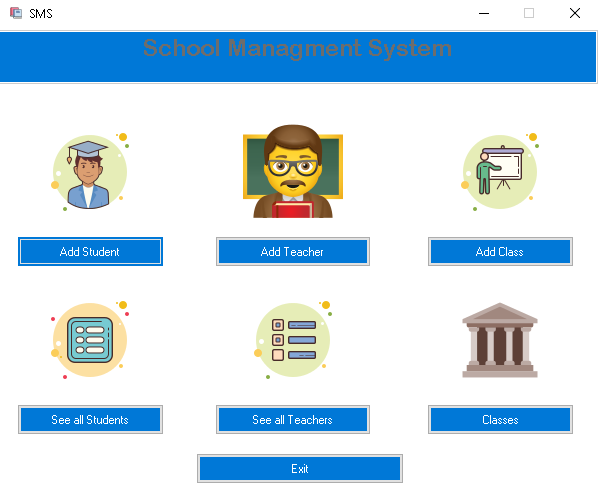 SMS
School Managment System
Add Student
Add Teacher
Add Class
See all Students
See all Teachers
Classes
Exit